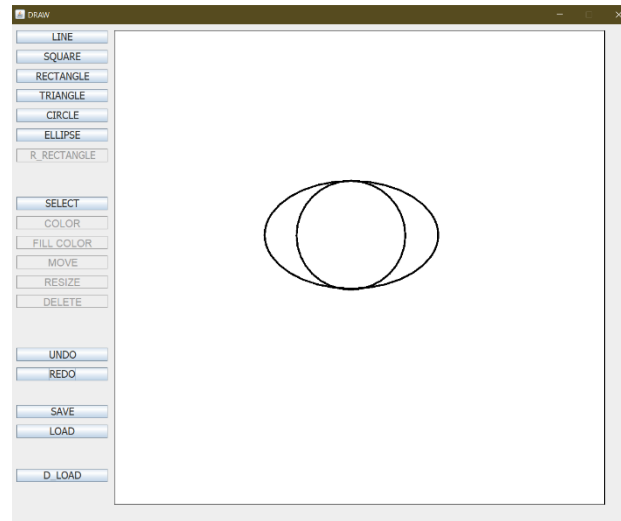 DRAW
LINE
SQUARE
RECTANGLE
TRIANGLE
CIRCLE
ELLIPSE
R_RECTANGLE
SELECT
COLOR
FILL COLOR
MOVE
RESIZE
DELETE
UNDO
REDO
SAVE
LOAD
D_LOAD